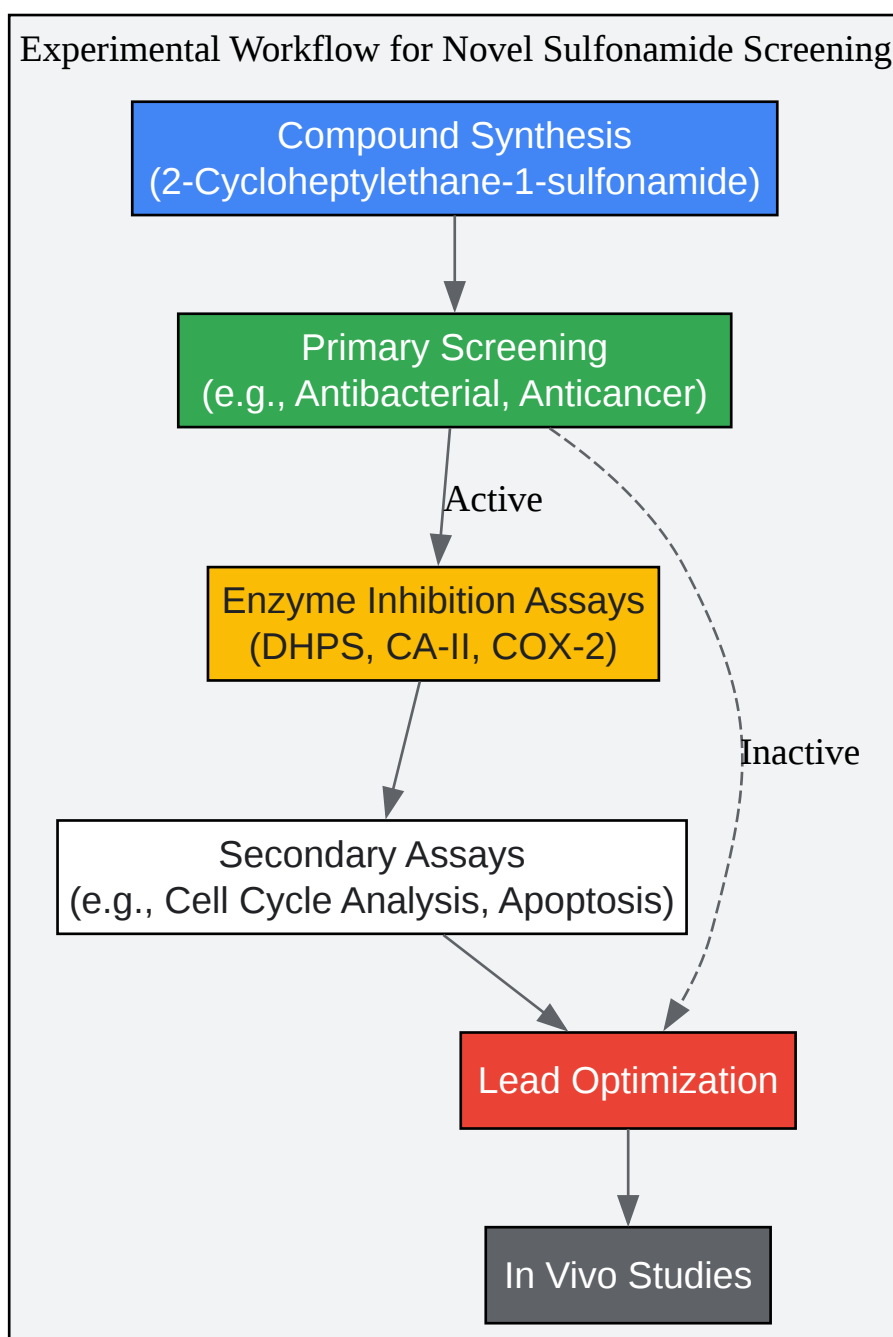 Experimental Workflow for Novel Sulfonamide Screening
Compound Synthesis
(2-Cycloheptylethane-1-sulfonamide)
Primary Screening
(e.g., Antibacterial, Anticancer)
Active
Enzyme Inhibition Assays
(DHPS, CA-II, COX-2)
Inactive
Secondary Assays
(e.g., Cell Cycle Analysis, Apoptosis)
Lead Optimization
In Vivo Studies